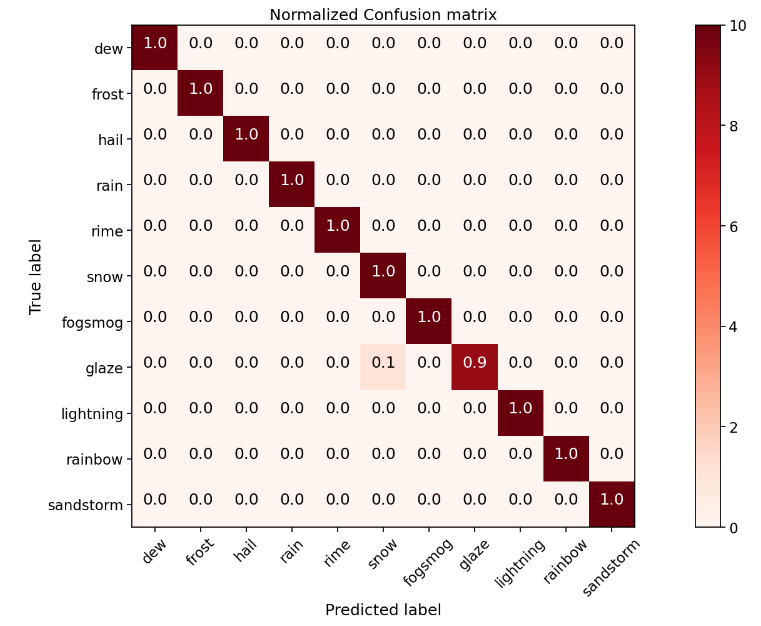 Normalized Confusion matrix
dew 1.0 0.0 0.0 0.0 0.0 0.0 0.0 0.0 0.0 0.0 0.0
frost 0.0 1.0 0.0 0.0 0.0 0.0 0.0 0.0 0.0 0.0 0.0
hail 0.0 0.0 1.0 0.0 0.0 0.0 0.0 0.0 0.0 0.0 0.0
rain 0.0 0.0 0.0 1.0 0.0 0.0 0.0 0.0 0.0 0.0 0.0
rime 0.0 0.0 0.0 0.0 1.0 0.0 0.0 0.0 0.0 0.0 0.0
snow 0.0 0.0 0.0 0.0 0.0 1.0 0.0 0.0 0.0 0.0 0.0
fogsmog 0.0 0.0 0.0 0.0 0.0 0.0 1.0 0.0 0.0 0.0 0.0
glaze 0.0 0.0 0.0 0.0 0.0 0.1 0.0 0.9 0.0 0.0 0.0
lightning 0.0 0.0 0.0 0.0 0.0 0.0 0.0 0.0 1.0 0.0 0.0
rainbow 0.0 0.0 0.0 0.0 0.0 0.0 0.0 0.0 0.0 1.0 0.0
sandstorm 0.0 0.0 0.0 0.0 0.0 0.0 0.0 0.0 0.0 0.0 1.0
True label
dew frost hail rain rime snow fogsmog glaze lightning rainbow sandstorm
Predicted label
10
8
6
4
2
0